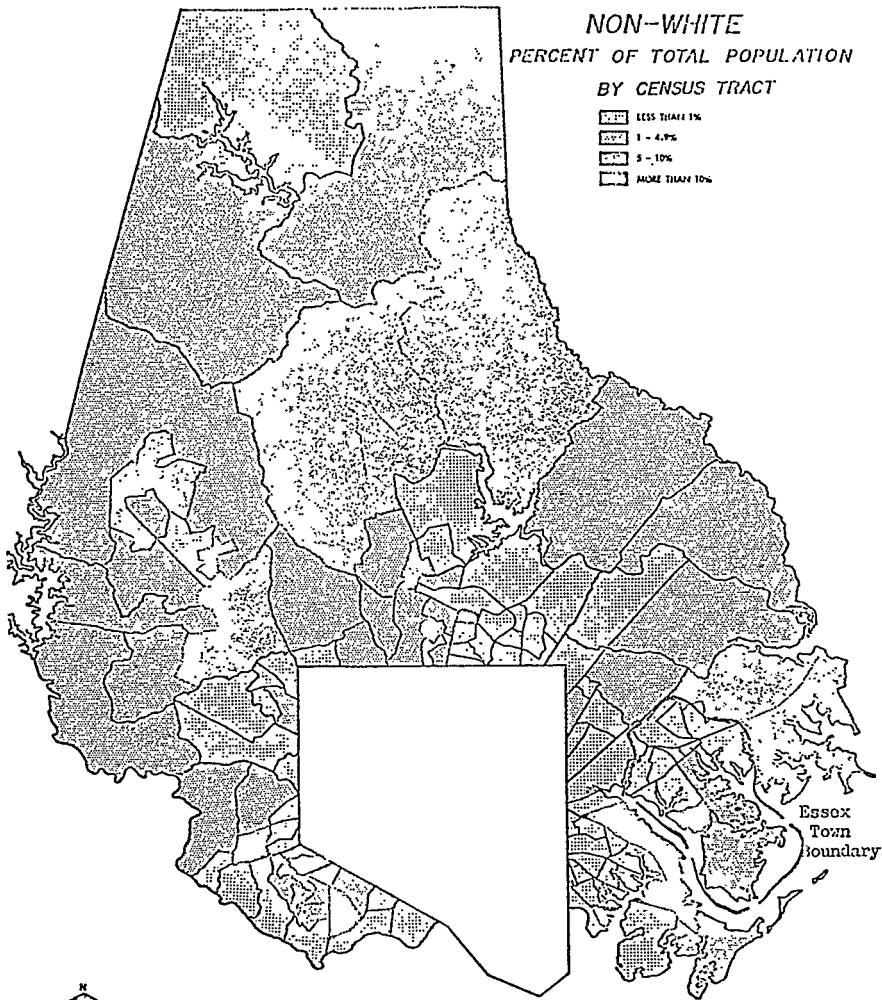 NON-WHITE
PERCENT OF TOTAL POPULATION
BY CENSUS TRACT
LESS THAN 1%
1 - 4.9%
5 - 10%
MORE THAN 10%
Essex
Town
Boundary
N